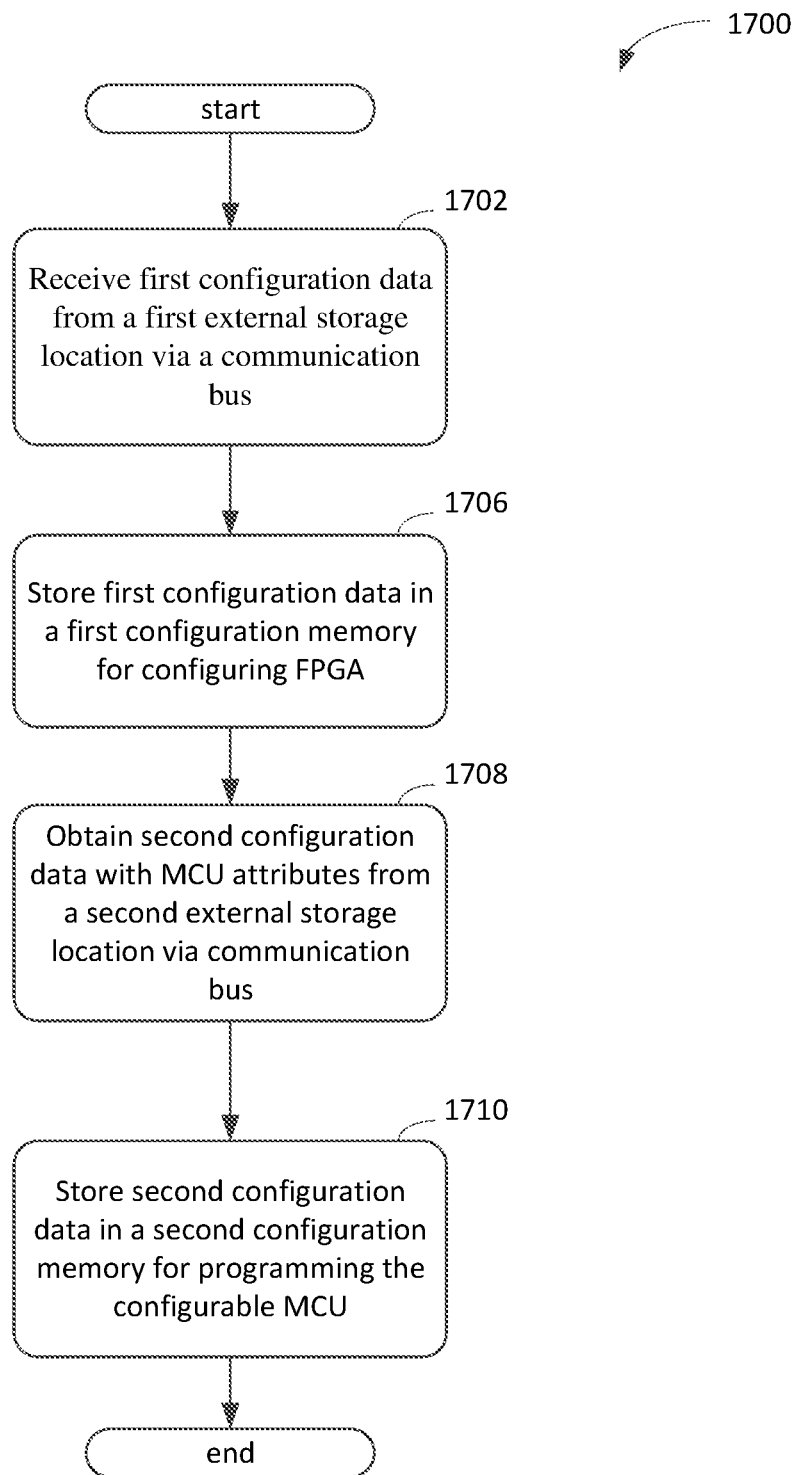 1700
start
1702
Receive first configuration data
from a first external storage
location via a communication
bus
1706
Store first configuration data in
a first configuration memory
for configuring FPGA
1708
Obtain second configuration
data with MCU attributes from
a second external storage
location via communication
bus
1710
Store second configuration
data in a second configuration
memory for programming the
configurable MCU
end